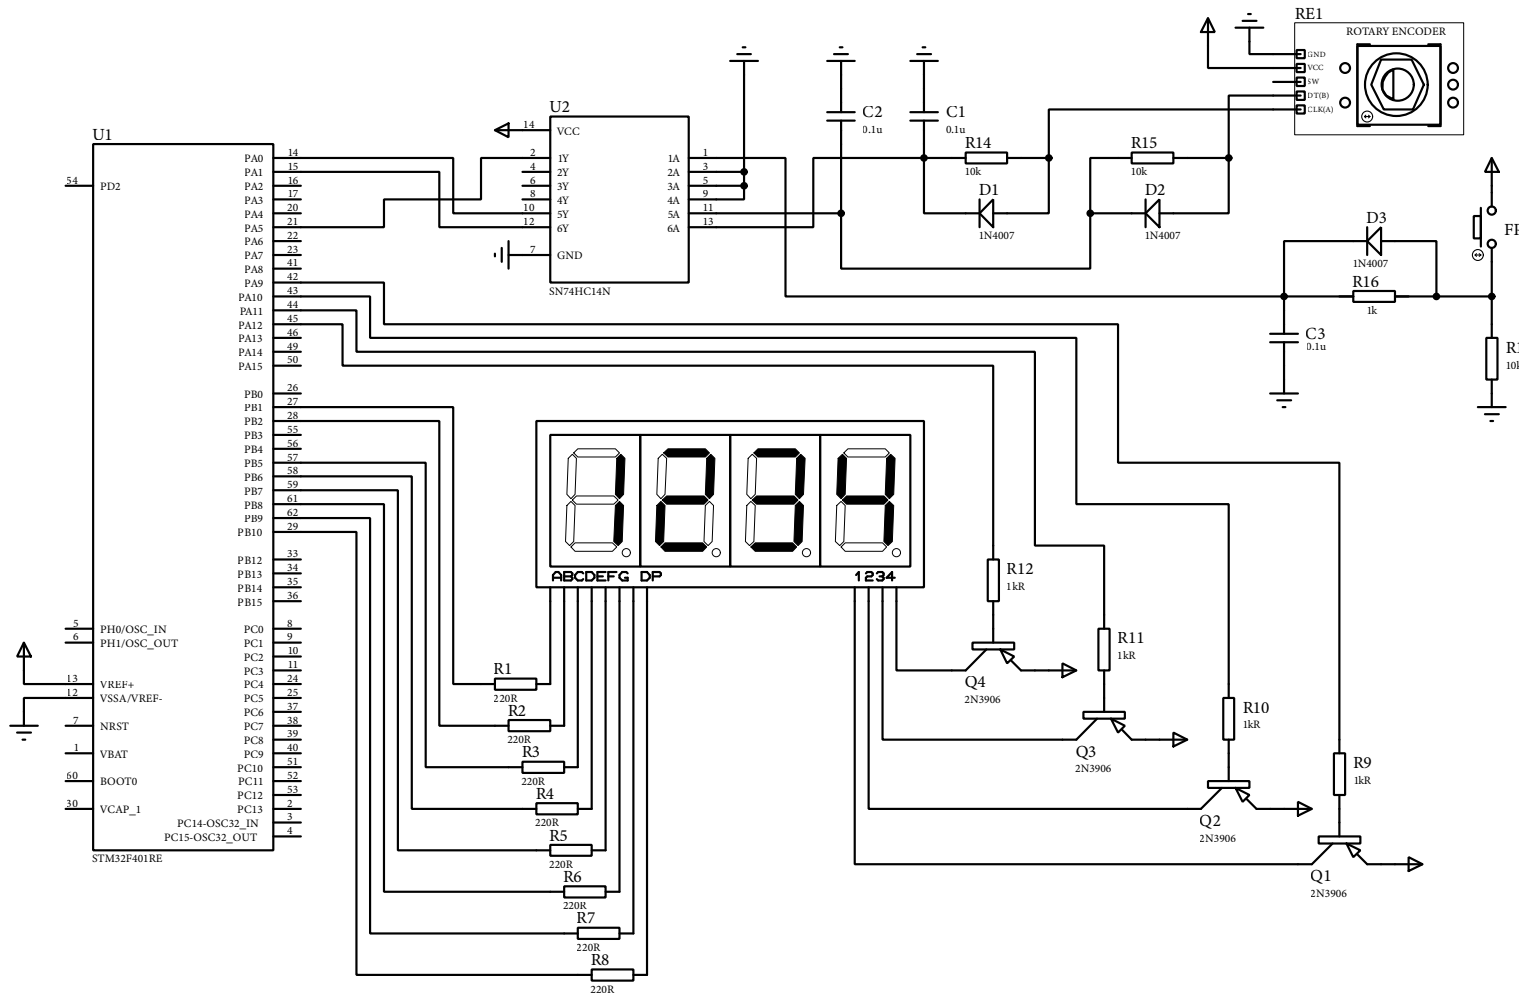 RE1
ROTARY ENCODER
GND
VCC
SW
DT(B)
CLK(A)
U2
14 VCC
2 1Y 1A 1
4 2Y 2A 3
6 3Y 3A 5
8 4Y 4A 9
10 5Y 5A 11
12 6Y 6A 13
7 GND
SN74HC14N
C2
0.1u
C1
0.1u
R14
10k
D1
1N4007
R15
10k
D2
1N4007
D3
1N4007
R16
1k
C3
0.1u
10k
U1
54 PD2
PA0 14
PA1 15
PA2 16
PA3 17
PA4 20
PA5 21
PA6 22
PA7 23
PA8 41
PA9 42
PA10 43
PA11 44
PA12 45
PA13 46
PA14 49
PA15 50
PB0 26
PB1 27
PB2 28
PB3 55
PB4 56
PB5 57
PB6 58
PB7 59
PB8 61
PB9 62
PB10 29
PB12 33
PB13 34
PB14 35
PB15 36
5 PH0/OSC_IN PC0 8
6 PH1/OSC_OUT PC1 9
PC2 10
PC3 11
13 VREF+ PC4 24
12 VSSA/VREF- PC5 25
PC6 37
7 NRST PC7 38
PC8 39
1 VBAT PC9 40
PC10 51
60 BOOT0 PC11 52
PC12 53
30 VCAP_1 PC13 2
PC14-OSC32_IN 3
PC15-OSC32_OUT 4
STM32F401RE
1234
ABCDEFG DP 1234
R1
220R
R2
220R
R3
220R
R4
220R
R5
220R
R6
220R
R7
220R
R8
220R
R12
1kR
Q4
2N3906
R11
1kR
Q3
2N3906
R10
1kR
Q2
2N3906
R9
1kR
Q1
2N3906